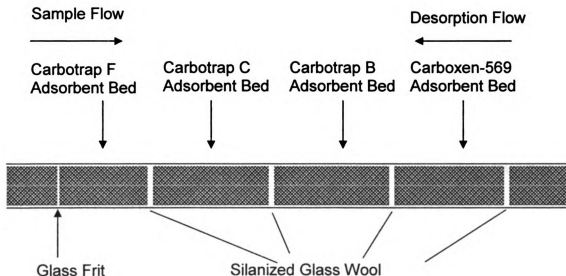 Sample Flow
Desorption Flow
Carbotrap F
Adsorbent Bed
Carbotrap C
Adsorbent Bed
Carbotrap B
Adsorbent Bed
Carboxen-569
Adsorbent Bed
Glass Frit
Silanized Glass Wool